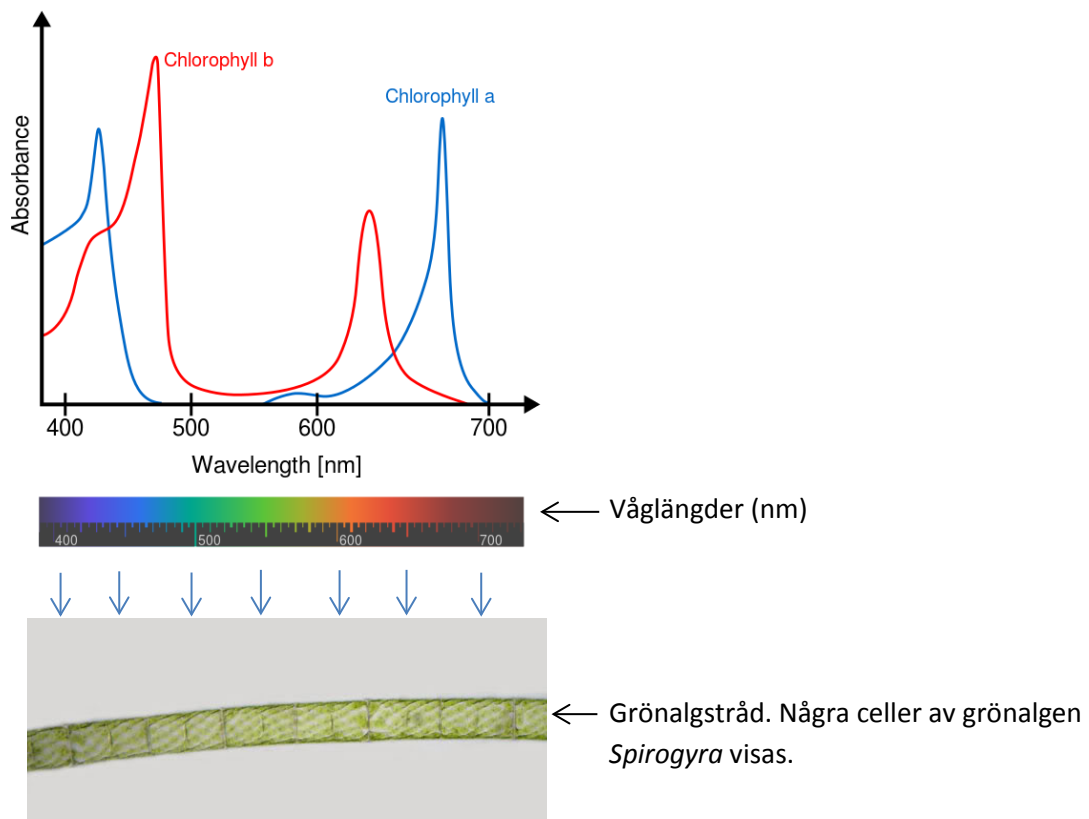 Chlorophyll b
Chlorophyll a
Absorbance
400 500 600 700
Wavelength [nm]
400 500 600 700
Våglängder (nm)
Grönalgstråd. Några celler av grönalgen
Spirogyra visas.